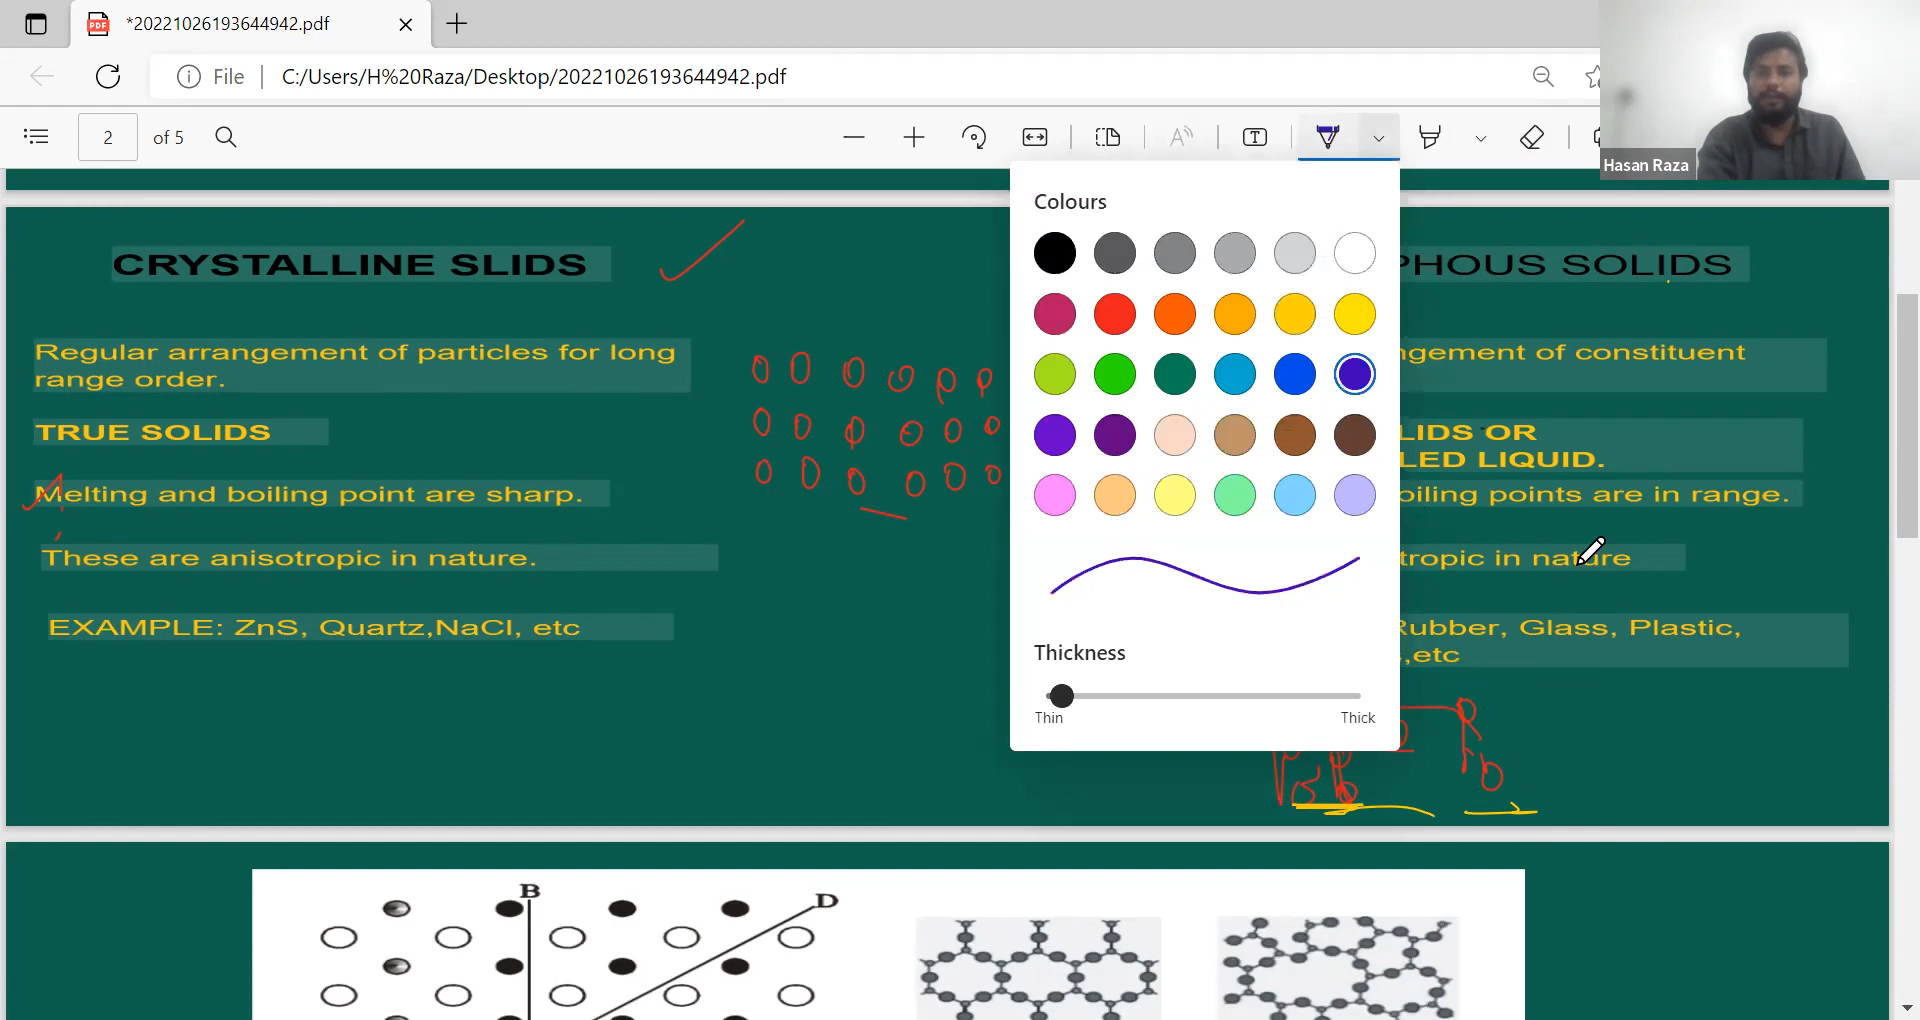 *20221026193644942.pdf
File
C:/Users/H%20Raza/Desktop/20221026193644942.pdf
2 of 5
Hasan Raza
Colours
Thickness
Thin Thick
CRYSTALLINE SLIDS
Regular arrangement of particles for long
range order.
TRUE SOLIDS
Melting and boiling point are sharp.
These are anisotropic in nature.
EXAMPLE: ZnS, Quartz,NaCl, etc
PHOUS SOLIDS
ngement of constituent
LIDS OR
LED LIQUID.
oiling points are in range.
tropic in nature
Rubber, Glass, Plastic,
,etc
B
D